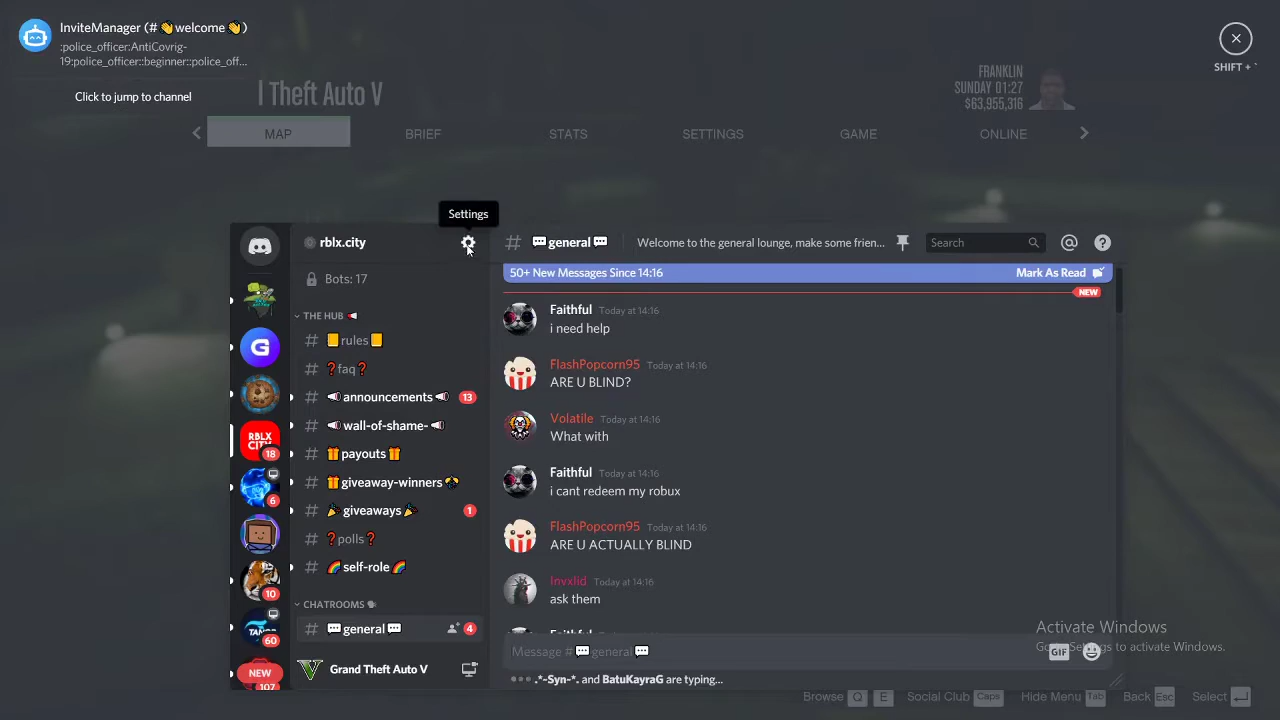 InviteManager (# 👋welcome 👋)
:police_officer:AntiCovrig-
19:police_officer::beginner::police_off...
Click to jump to channel
SHIFT + `
l Theft Auto V
FRANKLIN
SUNDAY 01:27
$63,955,316
MAP
BRIEF
STATS
SETTINGS
GAME
ONLINE
Settings
rblx.city
Bots: 17
THE HUB
rules
faq
announcements 13
wall-of-shame-
payouts
giveaway-winners
giveaways 1
polls
self-role
CHATROOMS
general 4
Grand Theft Auto V
RBLX
CITY
18
6
10
60
NEW
107
# general
Welcome to the general lounge, make some frien...
Search
50+ New Messages Since 14:16
Mark As Read
NEW
Faithful Today at 14:16
i need help
FlashPopcorn95 Today at 14:16
ARE U BLIND?
Volatile Today at 14:16
What with
Faithful Today at 14:16
i cant redeem my robux
FlashPopcorn95 Today at 14:16
ARE U ACTUALLY BLIND
Invxlid Today at 14:16
ask them
Message # general
GIF
.*-Syn-*. and BatuKayraG are typing...
Activate Windows
Settings to activate Windows.
Browse Q E Social Club Caps Hide Menu Tab Back Esc Select